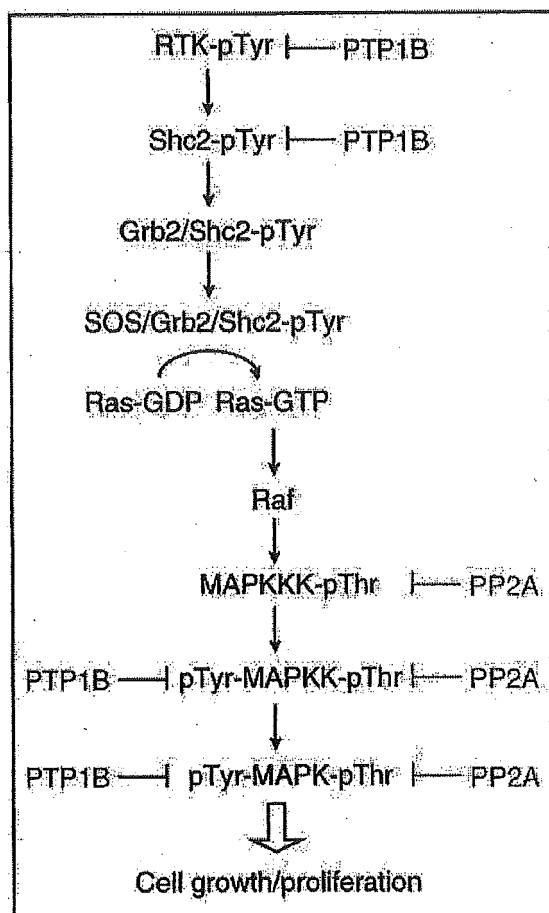 RTK-pTyr PTP1B
Shc2-pTyr PTP1B
Grb2/Shc2-pTyr
SOS/Grb2/Shc2-pTyr
Ras-GDP Ras-GTP
Raf
MAPKKK-pThr PP2A
PTP1B pTyr-MAPKK-pThr PP2A
PTP1B pTyr-MAPK-pThr PP2A
Cell growth/proliferation